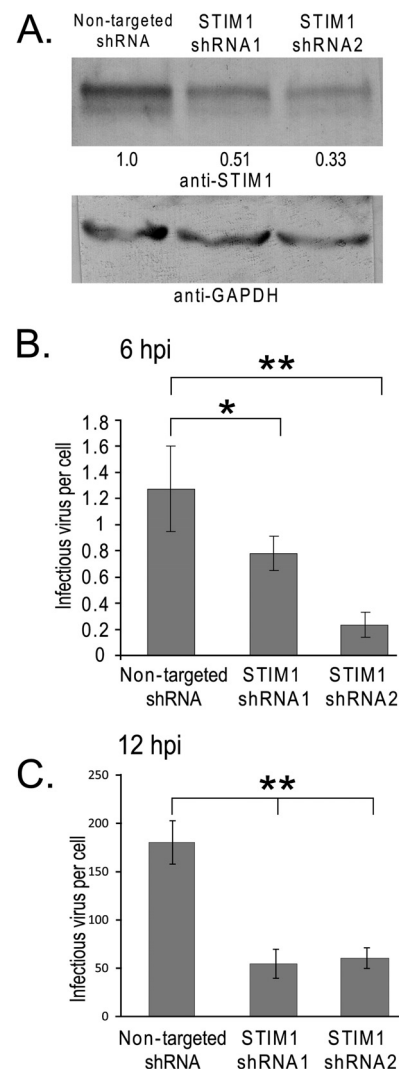 A.
Non-targeted shRNA
STIM1 shRNA1
STIM1 shRNA2
1.0 0.51 0.33
anti-STIM1
anti-GAPDH
B.
6 hpi
**
*
Infectious virus per cell
1.8
1.6
1.4
1.2
1
0.8
0.6
0.4
0.2
0
Non-targeted shRNA
STIM1 shRNA1
STIM1 shRNA2
12 hpi
C.
**
Infectious virus per cell
250
200
150
100
50
0
Non-targeted shRNA
STIM1 shRNA1
STIM1 shRNA2